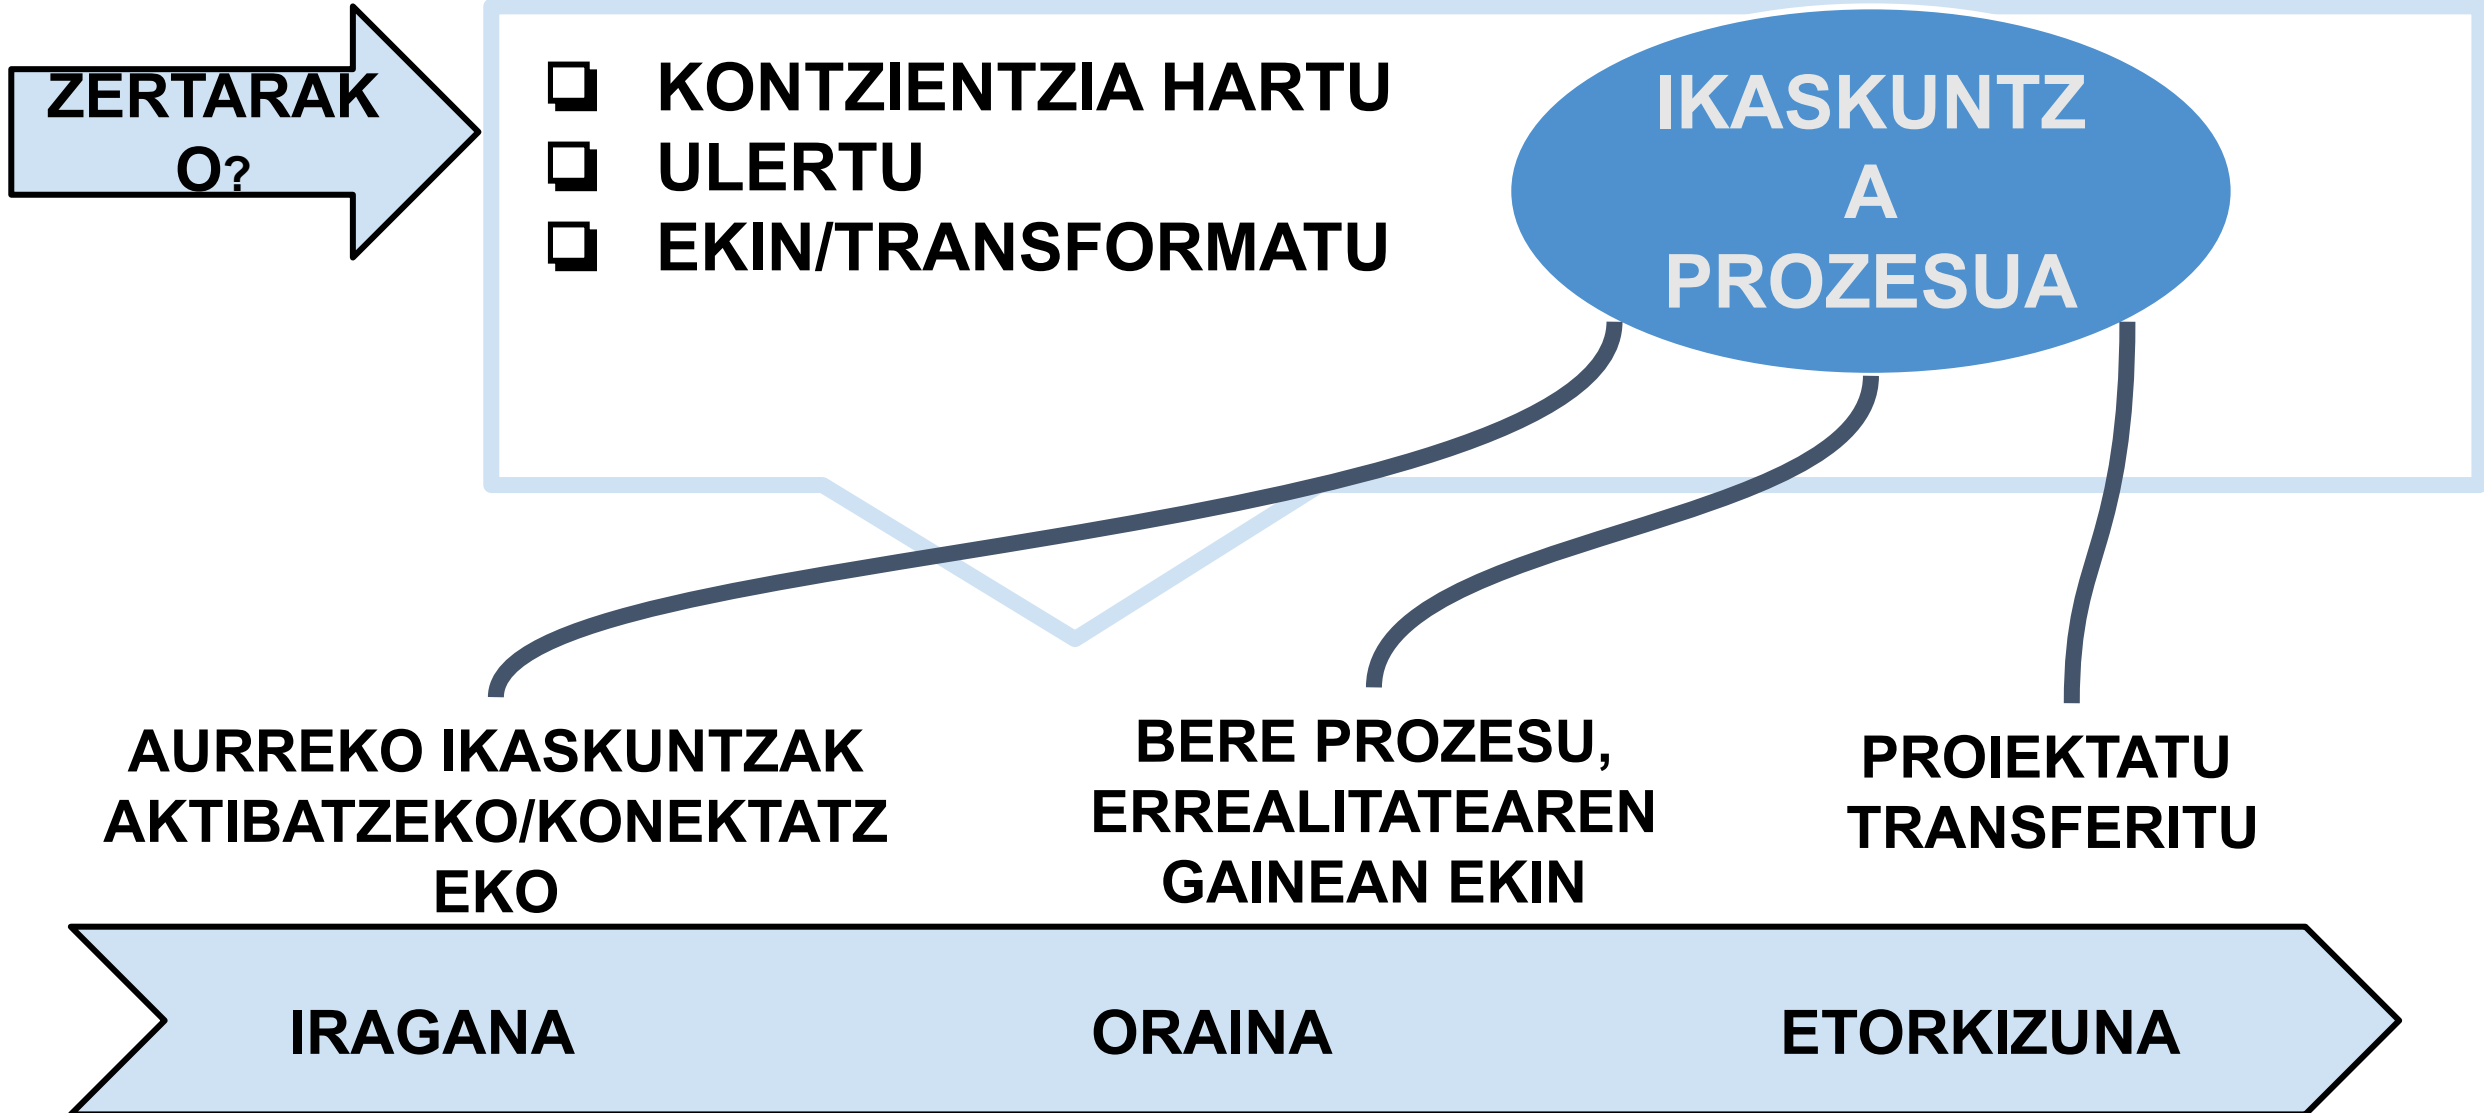 ZERTARAK
O?
❑ KONTZIENTZIA HARTU
❑ ULERTU
❑ EKIN/TRANSFORMATU
IKASKUNTZ
A
PROZESUA
AURREKO IKASKUNTZAK
AKTIBATZEKO/KONEKTATZ
EKO
BERE PROZESU,
ERREALITATEAREN
GAINEAN EKIN
PROIEKTATU
TRANSFERITU
IRAGANA
ORAINA
ETORKIZUNA